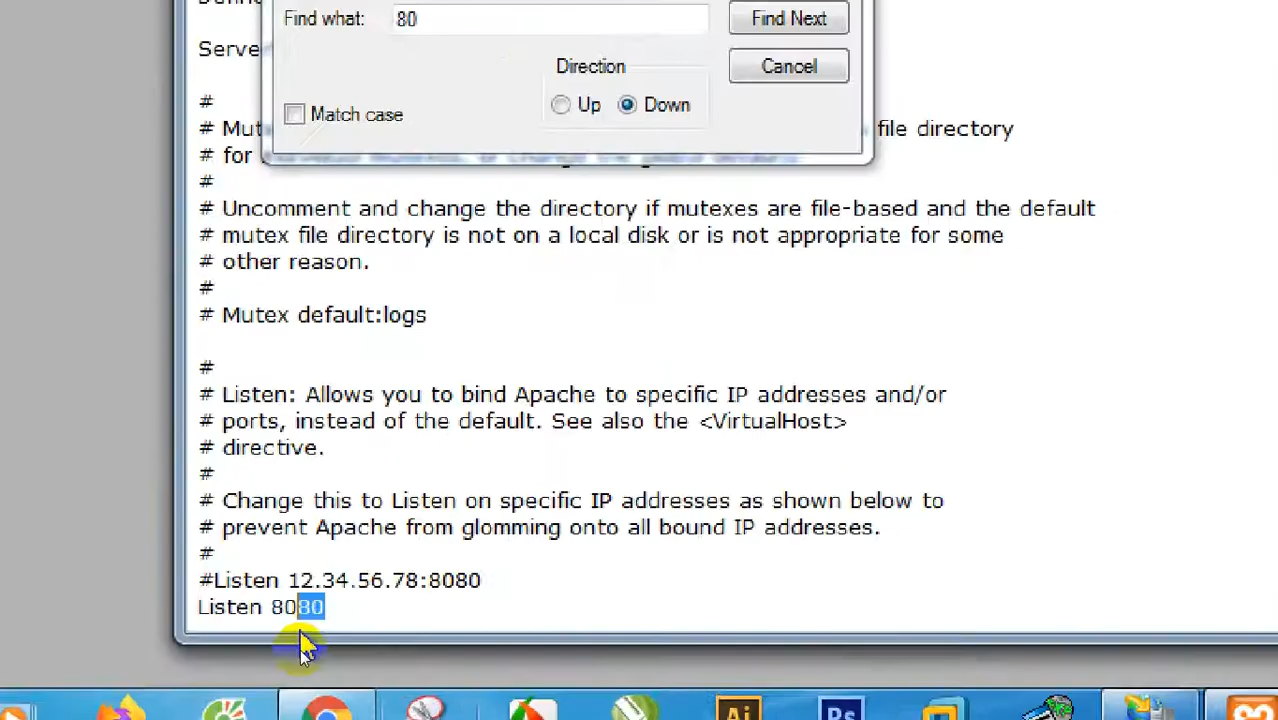 Find what: 80 Find Next
Direction Cancel
Up Down
Match case
Serve
#
# Mut file directory
# for
#
# Uncomment and change the directory if mutexes are file-based and the default
# mutex file directory is not on a local disk or is not appropriate for some
# other reason.
#
# Mutex default:logs
#
# Listen: Allows you to bind Apache to specific IP addresses and/or
# ports, instead of the default. See also the <VirtualHost>
# directive.
#
# Change this to Listen on specific IP addresses as shown below to
# prevent Apache from glomming onto all bound IP addresses.
#
#Listen 12.34.56.78:8080
Listen 8080
Ai Ps